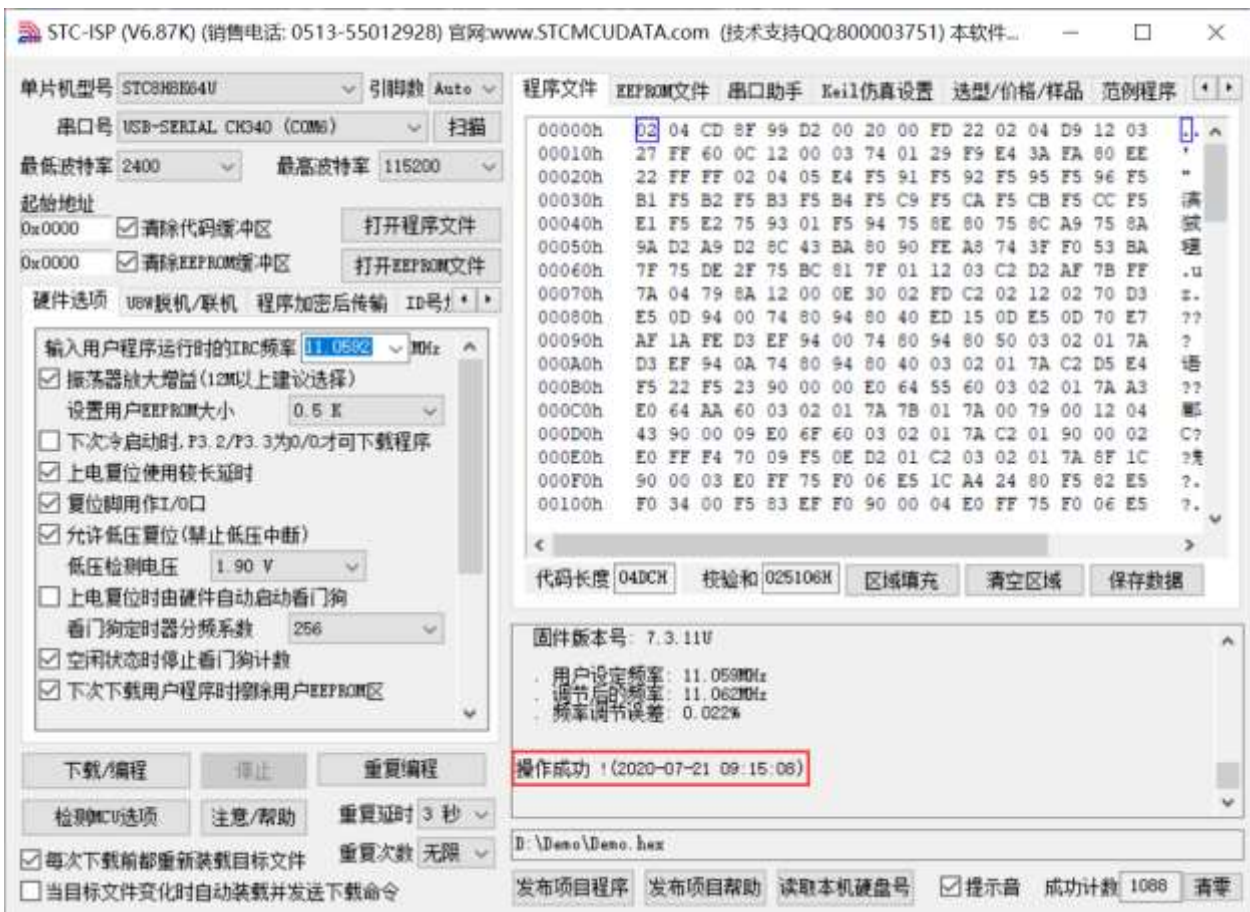 STC-ISP (V6.87K) (销售电话: 0513-55012928) 官网:www.STCMCUDATA.com (技术支持QQ:800003751) 本软件...
单片机型号 STC8H8K64U 引脚数 Auto
串口号 USB-SERIAL CH340 (COM6) 扫描
最低波特率 2400 最高波特率 115200
起始地址
0x0000 清除代码缓冲区 打开程序文件
0x0000 清除EEPROM缓冲区 打开EEPROM文件
硬件选项 U8W脱机/联机 程序加密后传输
输入用户程序运行时的IRC频率 11.0592 MHz
振荡器放大增益(12M以上建议选择)
设置用户EEPROM大小 0.5 K
下次冷启动时,P3.2/P3.3为0/0才可下载程序
上电复位使用较长延时
复位脚用作I/O口
允许低压复位(禁止低压中断)
低压检测电压 1.90 V
上电复位时由硬件自动启动看门狗
看门狗定时器分频系数 256
空闲状态时停止看门狗计数
下次下载用户程序时擦除用户EEPROM区
下载/编程 停止 重复编程
检测MCU选项 注意/帮助 重复延时 3 秒
每次下载前都重新装载目标文件 重复次数 无限
当目标文件变化时自动装载并发送下载命令
程序文件 EEPROM文件 串口助手 Keil仿真设置 选型/价格/样品 范例程序
00000h 02 04 CD 8F 99 D2 00 20 00 FD 22 02 04 D9 12 03
00010h 27 FF 60 0C 12 00 03 74 01 29 F9 E4 3A FA 80 EE
00020h 22 FF FF 02 04 05 E4 F5 91 F5 92 F5 95 F5 96 F5
00030h B1 F5 B2 F5 B3 F5 B4 F5 C9 F5 CA F5 CB F5 CC F5
00040h E1 F5 E2 75 93 01 F5 94 75 8E 80 75 8C A9 75 8A
00050h 9A D2 A9 D2 8C 43 BA 80 90 FE A8 74 3F F0 53 BA
00060h 7F 75 DE 2F 75 BC 81 7F 01 12 03 C2 D2 AF 7B FF
00070h 7A 04 79 8A 12 00 0E 30 02 FD C2 02 12 02 70 D3
00080h E5 0D 94 00 74 80 94 80 40 ED 15 0D E5 0D 70 E7
00090h AF 1A FE D3 EF 94 00 74 80 94 80 50 03 02 01 7A
000A0h D3 EF 94 0A 74 80 94 80 40 03 02 01 7A C2 D5 E4
000B0h F5 22 F5 23 90 00 00 E0 64 55 60 03 02 01 7A A3
000C0h E0 64 AA 60 03 02 01 7A 7B 01 7A 00 79 00 12 04
000D0h 43 90 00 09 E0 6F 60 03 02 01 7A C2 01 90 00 02
000E0h E0 FF F4 70 09 F5 0E D2 01 C2 03 02 01 7A 8F 1C
000F0h 90 00 03 E0 FF 75 F0 06 E5 1C A4 24 80 F5 82 E5
00100h F0 34 00 F5 83 EF F0 90 00 04 E0 FF 75 F0 06 E5
代码长度 04DCH 校验和 025106H 区域填充 清空区域 保存数据
固件版本号: 7.3.11U
. 用户设定频率: 11.059MHz
. 调节后的频率: 11.062MHz
. 频率调节误差: 0.022%
操作成功 !(2020-07-21 09:15:08)
D:\Demo\Demo.hex
发布项目程序 发布项目帮助 读取本机硬盘号 提示音 成功计数 1088 清零